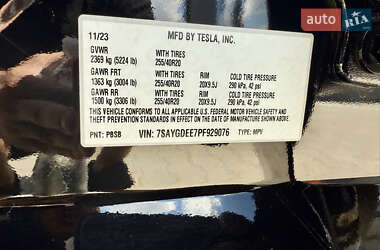 auto RIA
11/23 MFD BY TESLA, INC.
GVWR WITH TIRES
2369 kg (5224 lb) 255/40R20
GAWR FRT WITH TIRES RIM COLD TIRE PRESSURE
1363 kg (3004 lb) 255/40R20 20X9.5J 290 kPa, 42 psi
GAWR RR WITH TIRES RIM COLD TIRE PRESSURE
1500 kg (3306 lb) 255/40R20 20X9.5J 290 kPa, 42 psi
THIS VEHICLE CONFORMS TO ALL APPLICABLE FEDERAL MOTOR VEHICLE
SAFETY AND THEFT PREVENTION STANDARDS IN EFFECT ON THE DATE OF
MANUFACTURE SHOWN ABOVE.
PNT: PBSB VIN: 7SAYGDEE7PF929076 TYPE: MPV